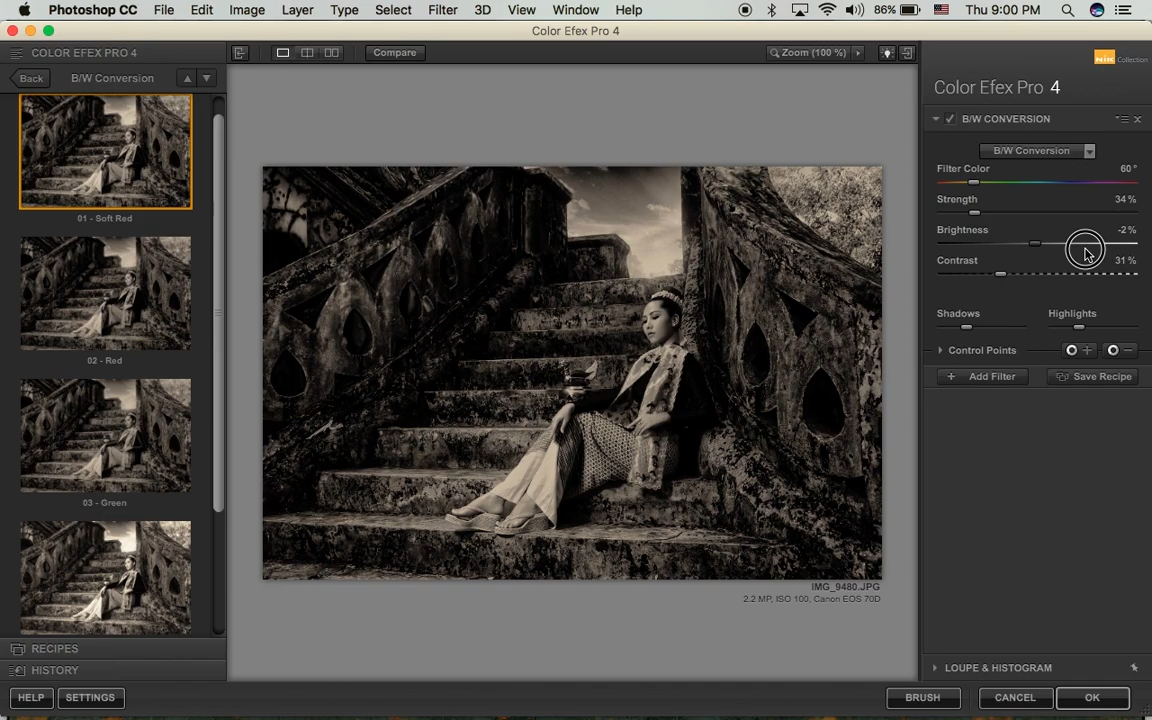 Photoshop CC File Edit Image Layer Type Select Filter 3D View Window Help 86% Thu 9:00 PM
Color Efex Pro 4
COLOR EFEX PRO 4
Compare
Zoom (100 %)
Nik Collection
Back
B/W Conversion
Color Efex Pro 4
B/W CONVERSION
B/W Conversion
Filter Color 60°
Strength 34%
01 - Soft Red
Brightness -2%
Contrast 31%
Shadows
Highlights
Control Points
02 - Red
Add Filter
Save Recipe
03 - Green
IMG_9480.JPG
2.2 MP, ISO 100, Canon EOS 70D
RECIPES
HISTORY
LOUPE & HISTOGRAM
HELP
SETTINGS
BRUSH
CANCEL
OK